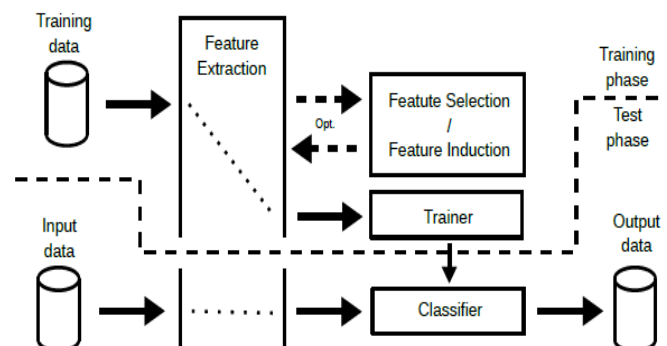 Training
data
Feature
Extraction
Featute Selection
/
Feature Induction
Opt.
Training
phase
Test
phase
Trainer
Input
data
Output
data
Classifier